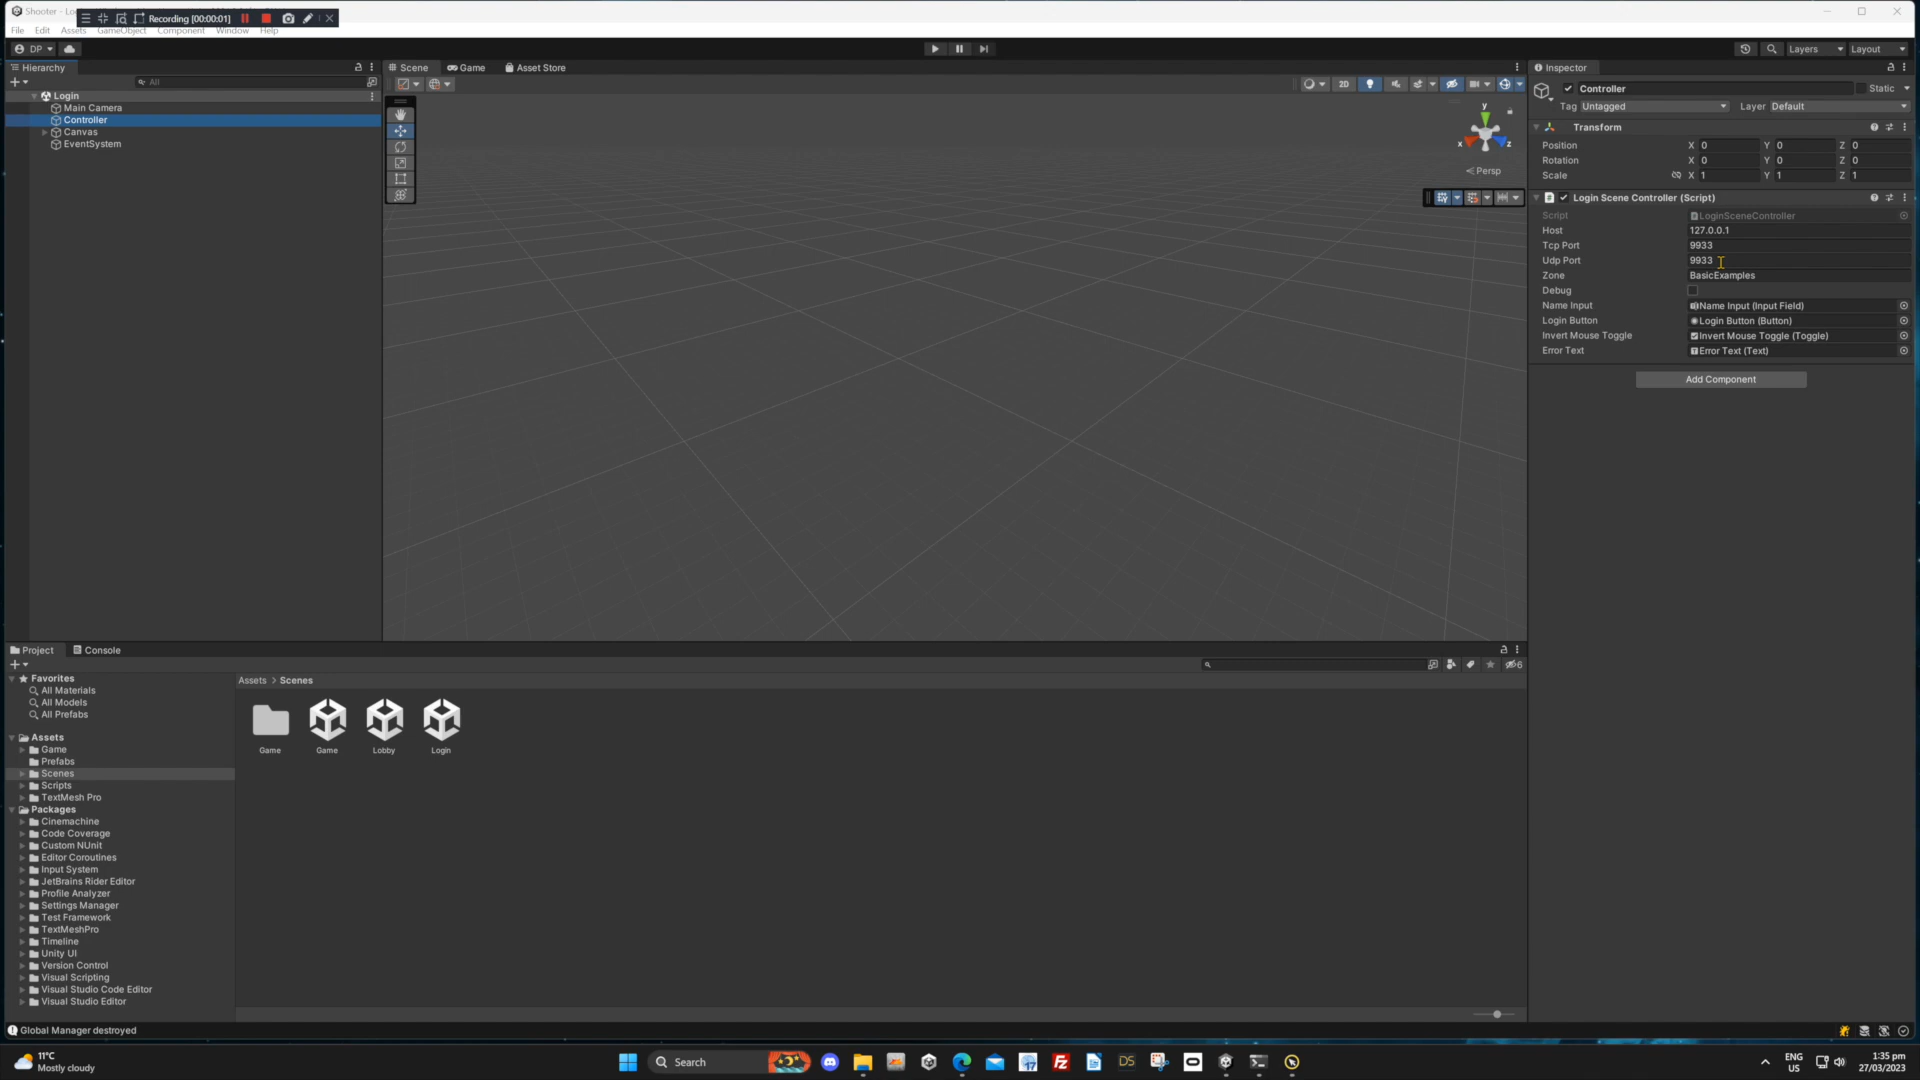 Shooter - Lo
Recording [00:00:01]
File Edit Assets GameObject Component Window Help
DP
Layers Layout
Hierarchy
All
Login
Main Camera
Controller
Canvas
EventSystem
Scene Game Asset Store
2D
y
x z
Persp
Inspector
Controller Static
Tag Untagged Layer Default
Transform
Position X 0 Y 0 Z 0
Rotation X 0 Y 0 Z 0
Scale X 1 Y 1 Z 1
Login Scene Controller (Script)
Script LoginSceneController
Host 127.0.0.1
Tcp Port 9933
Udp Port 9933
Zone BasicExamples
Debug
Name Input Name Input (Input Field)
Login Button Login Button (Button)
Invert Mouse Toggle Invert Mouse Toggle (Toggle)
Error Text Error Text (Text)
Add Component
Project Console
6
Favorites
All Materials
All Models
All Prefabs
Assets
Game
Prefabs
Scenes
Scripts
TextMesh Pro
Packages
Cinemachine
Code Coverage
Custom NUnit
Editor Coroutines
Input System
JetBrains Rider Editor
Profile Analyzer
Settings Manager
Test Framework
TextMeshPro
Timeline
Unity UI
Version Control
Visual Scripting
Visual Studio Code Editor
Visual Studio Editor
Assets > Scenes
Game Game Lobby Login
Global Manager destroyed
11°C
Mostly cloudy
Search
17
DS
ENG
US
1:35 pm
27/03/2023